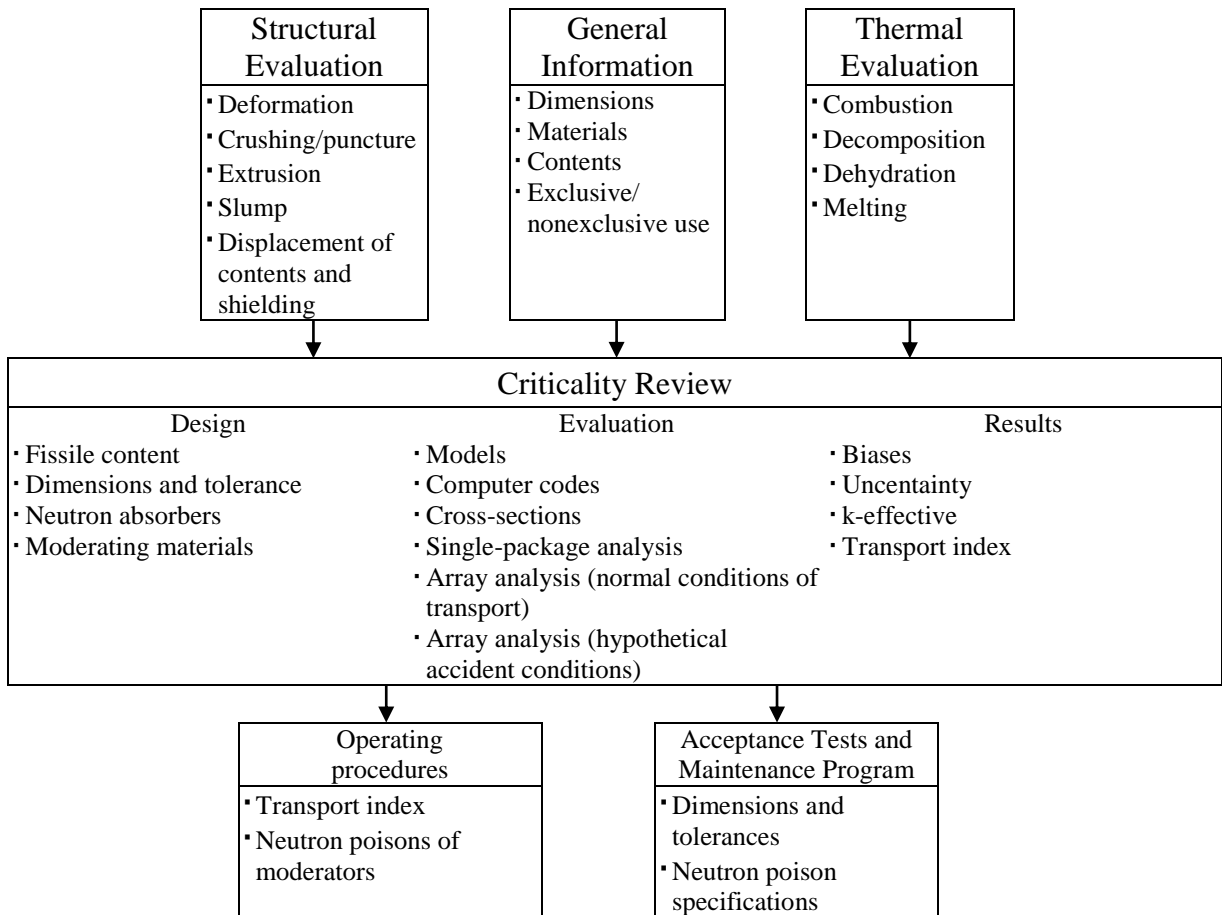 Structural
Evaluation
▪ Deformation
▪ Crushing/puncture
▪ Extrusion
▪ Slump
▪ Displacement of
contents and
shielding
General
Information
▪ Dimensions
▪ Materials
▪ Contents
▪ Exclusive/
nonexclusive use
Thermal
Evaluation
▪ Combustion
▪ Decomposition
▪ Dehydration
▪ Melting
Criticality Review
Design
▪ Fissile content
▪ Dimensions and tolerance
▪ Neutron absorbers
▪ Moderating materials
Evaluation
▪ Models
▪ Computer codes
▪ Cross-sections
▪ Single-package analysis
▪ Array analysis (normal conditions of
transport)
▪ Array analysis (hypothetical
accident conditions)
Results
▪ Biases
▪ Uncentainty
▪ k-effective
▪ Transport index
Operating
procedures
▪ Transport index
▪ Neutron poisons of
moderators
Acceptance Tests and
Maintenance Program
▪ Dimensions and
tolerances
▪ Neutron poison
specifications